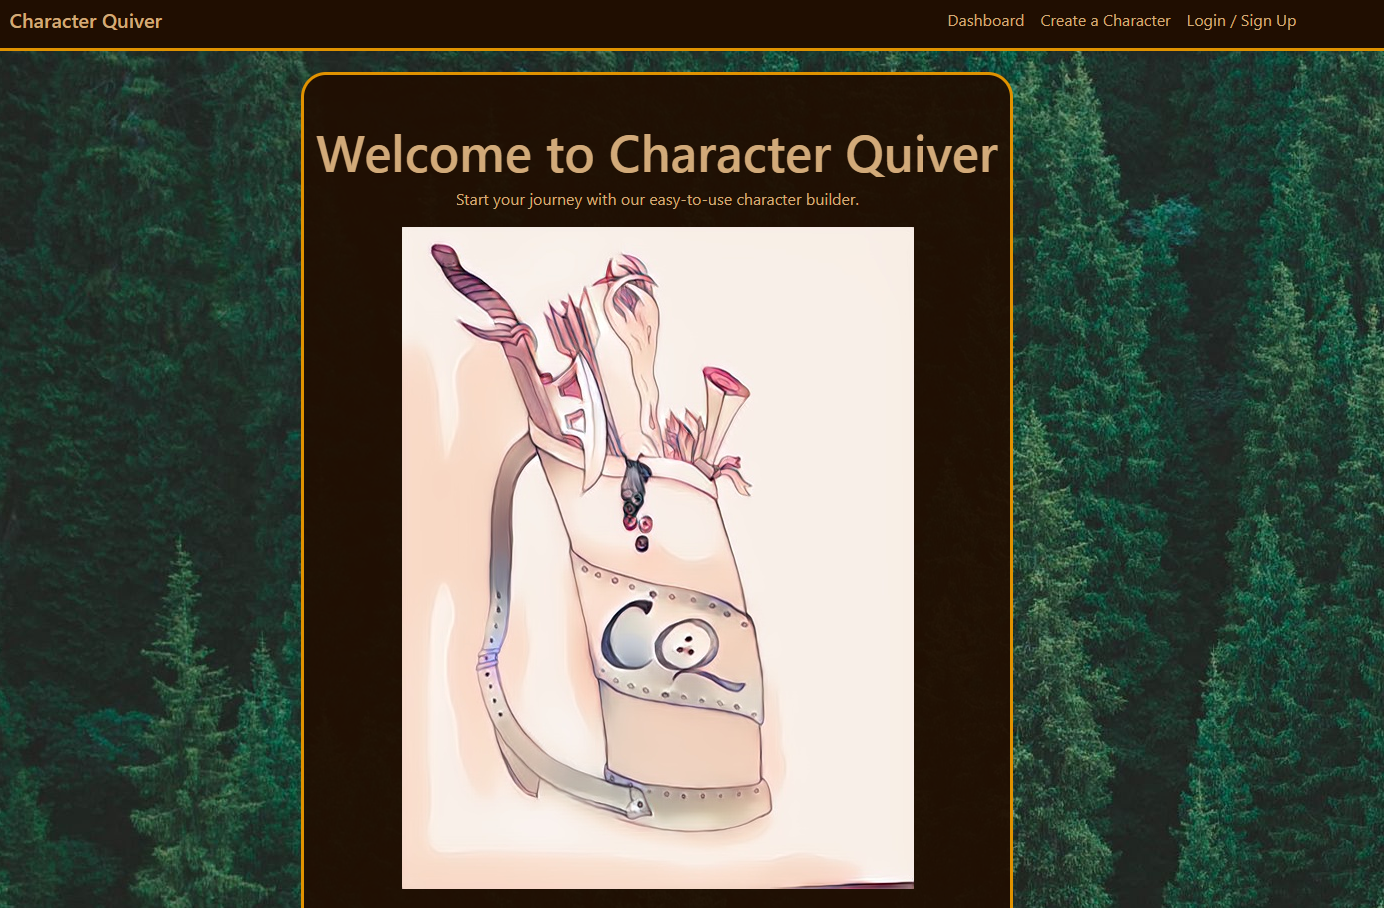 Character Quiver
Dashboard Create a Character Login / Sign Up
Welcome to Character Quiver
Start your journey with our easy-to-use character builder.
CQ